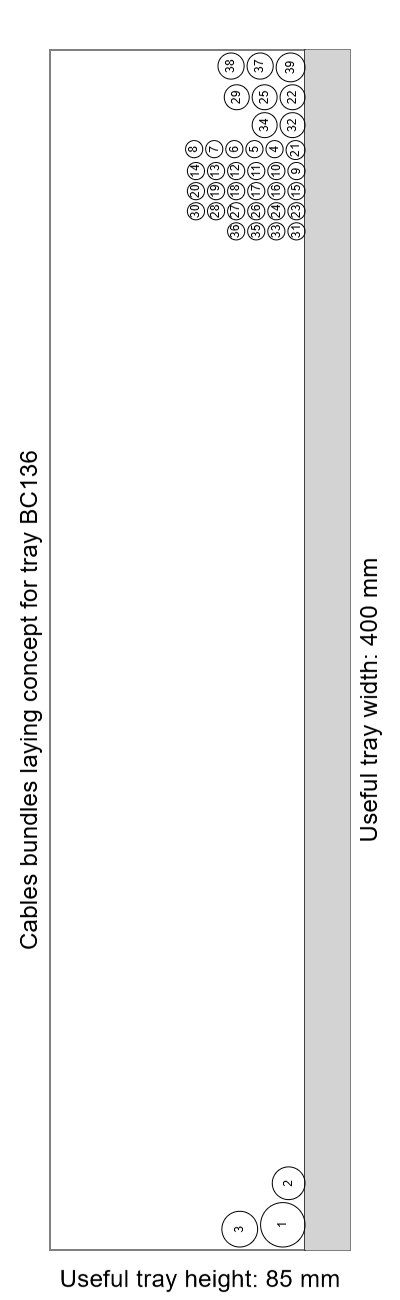 Cables bundles laying concept for tray BC136
38 37 39
29 25 22
34 32
8 7 6 5 4 21
14 13 12 11 10 9
20 19 18 17 16 15
30 28 27 26 24 23
36 35 33 31
Useful tray width: 400 mm
2
3 1
Useful tray height: 85 mm